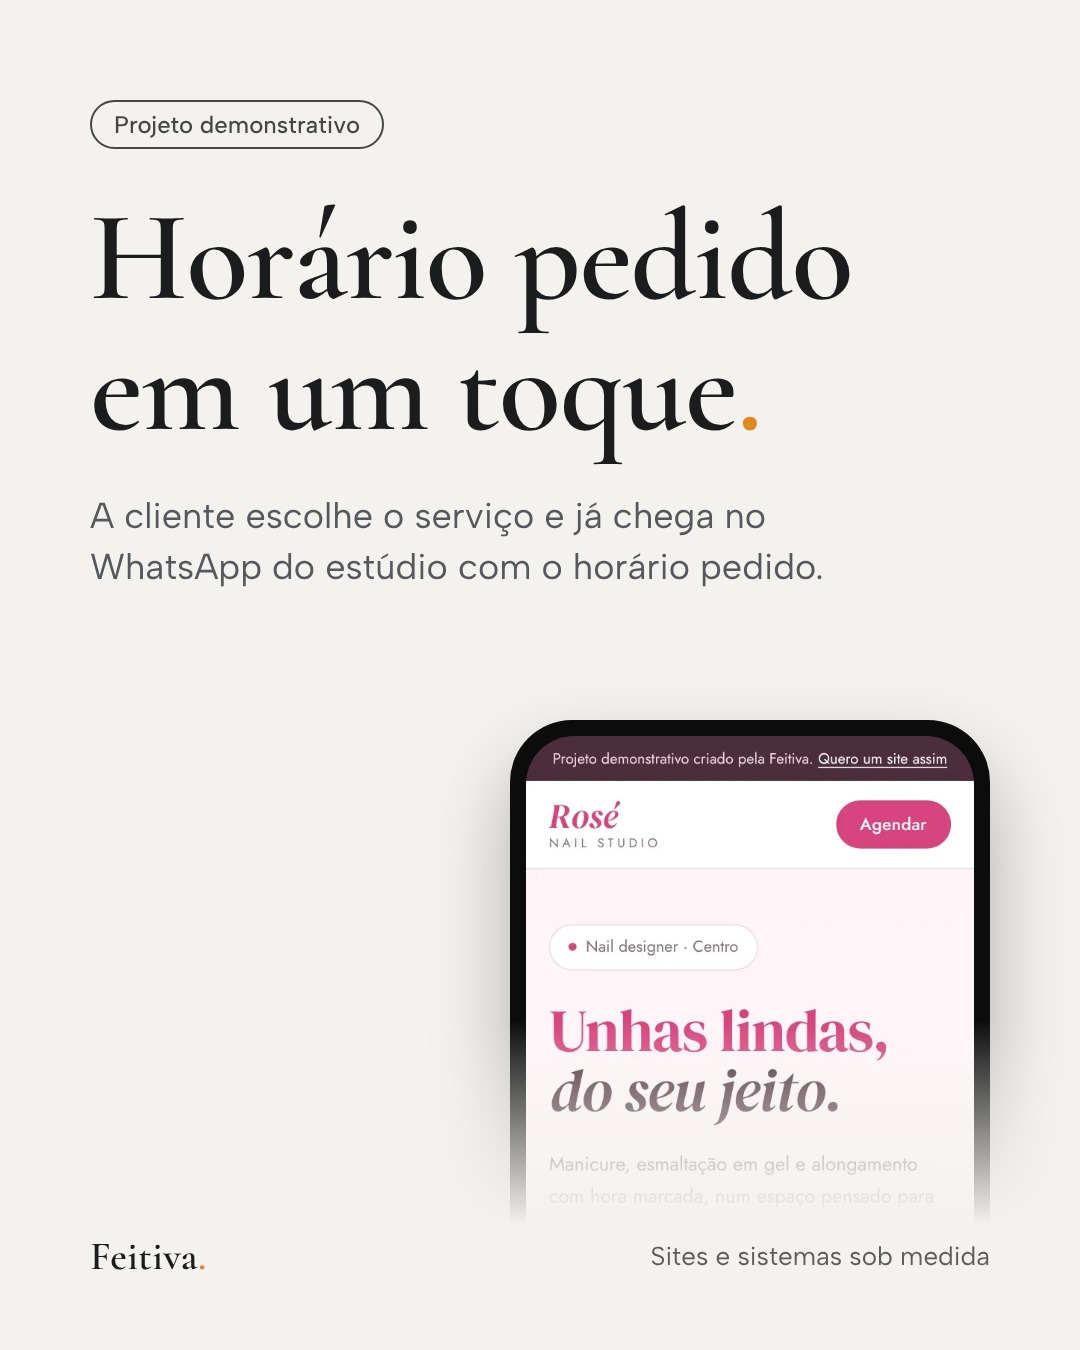 Projeto demonstrativo
Horário pedido
em um toque.
A cliente escolhe o serviço e já chega no
WhatsApp do estúdio com o horário pedido.
Projeto demonstrativo criado pela Feitiva. Quero um site assim
Rosé
NAIL STUDIO
Agendar
Nail designer · Centro
Unhas lindas,
do seu jeito.
Manicure, esmaltação em gel e alongamento
com hora marcada, num espaço pensado para
Feitiva.
Sites e sistemas sob medida